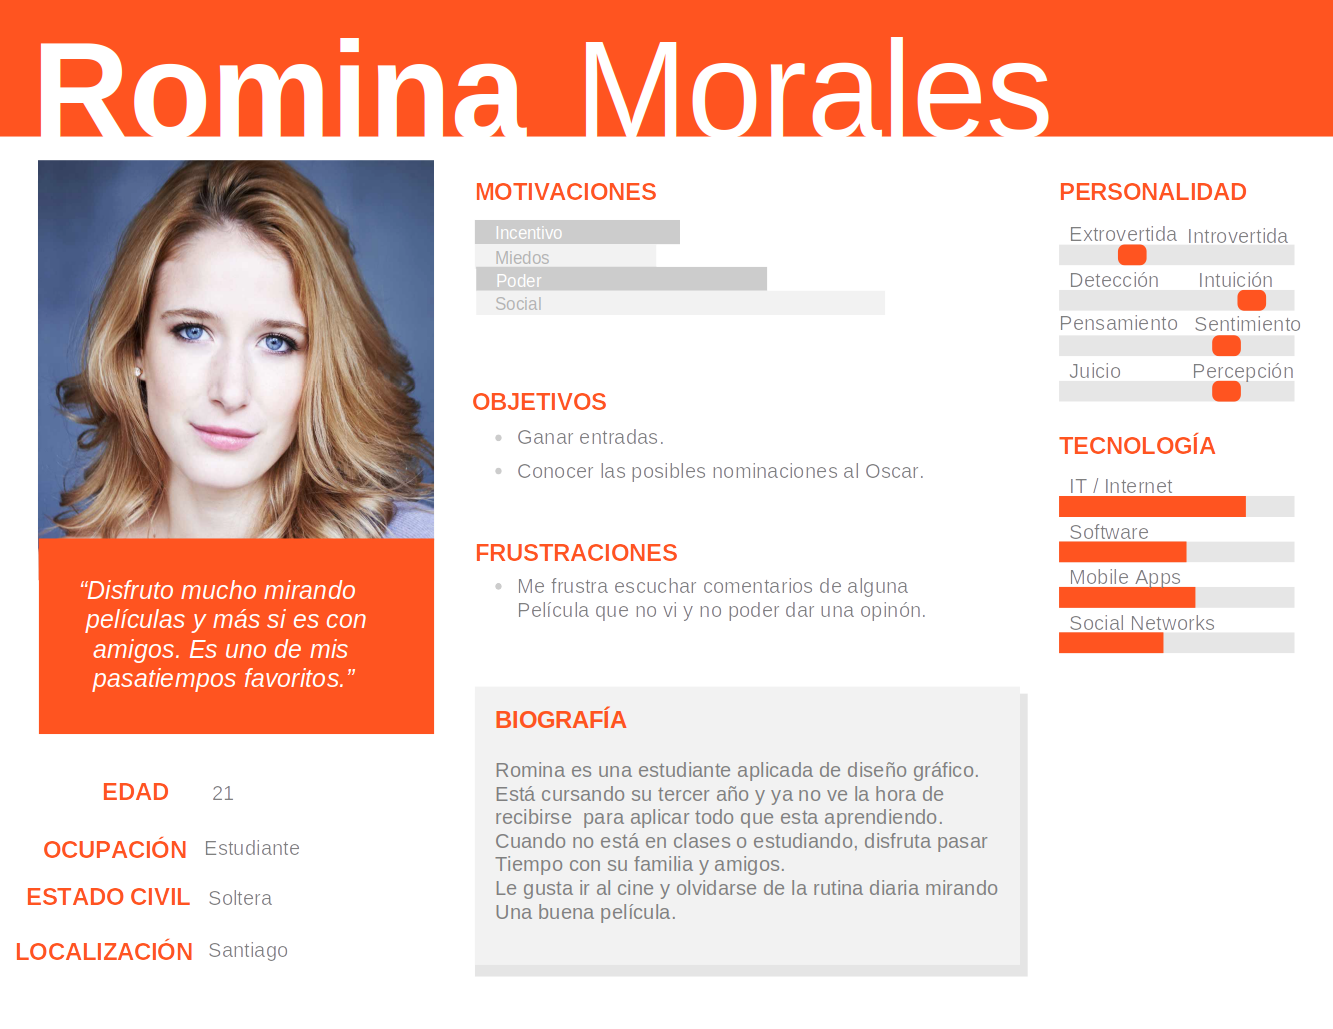 Romina Morales
“Disfruto mucho mirando
películas y más si es con
amigos. Es uno de mis
pasatiempos favoritos.”
EDAD 21
OCUPACIÓN Estudiante
ESTADO CIVIL Soltera
LOCALIZACIÓN Santiago
MOTIVACIONES
Incentivo
Miedos
Poder
Social
OBJETIVOS
Ganar entradas.
Conocer las posibles nominaciones al Oscar.
FRUSTRACIONES
Me frustra escuchar comentarios de alguna
Película que no vi y no poder dar una opinón.
BIOGRAFÍA
Romina es una estudiante aplicada de diseño gráfico.
Está cursando su tercer año y ya no ve la hora de
recibirse  para aplicar todo que esta aprendiendo.
Cuando no está en clases o estudiando, disfruta pasar
Tiempo con su familia y amigos.
Le gusta ir al cine y olvidarse de la rutina diaria mirando
Una buena película.
PERSONALIDAD
Extrovertida Introvertida
Detección Intuición
Pensamiento Sentimiento
Juicio Percepción
TECNOLOGÍA
IT / Internet
Software
Mobile Apps
Social Networks